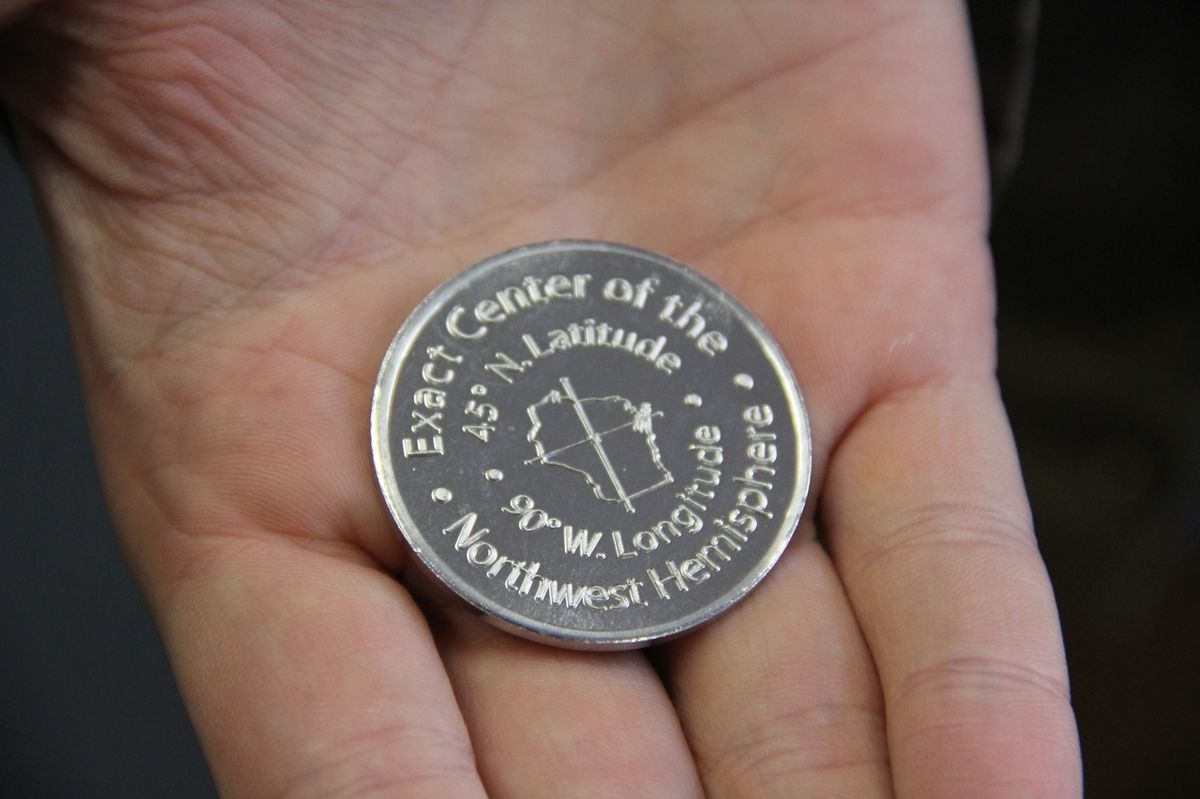 Exact Center of the
Northwest Hemisphere
45° N. Latitude
90° W. Longitude